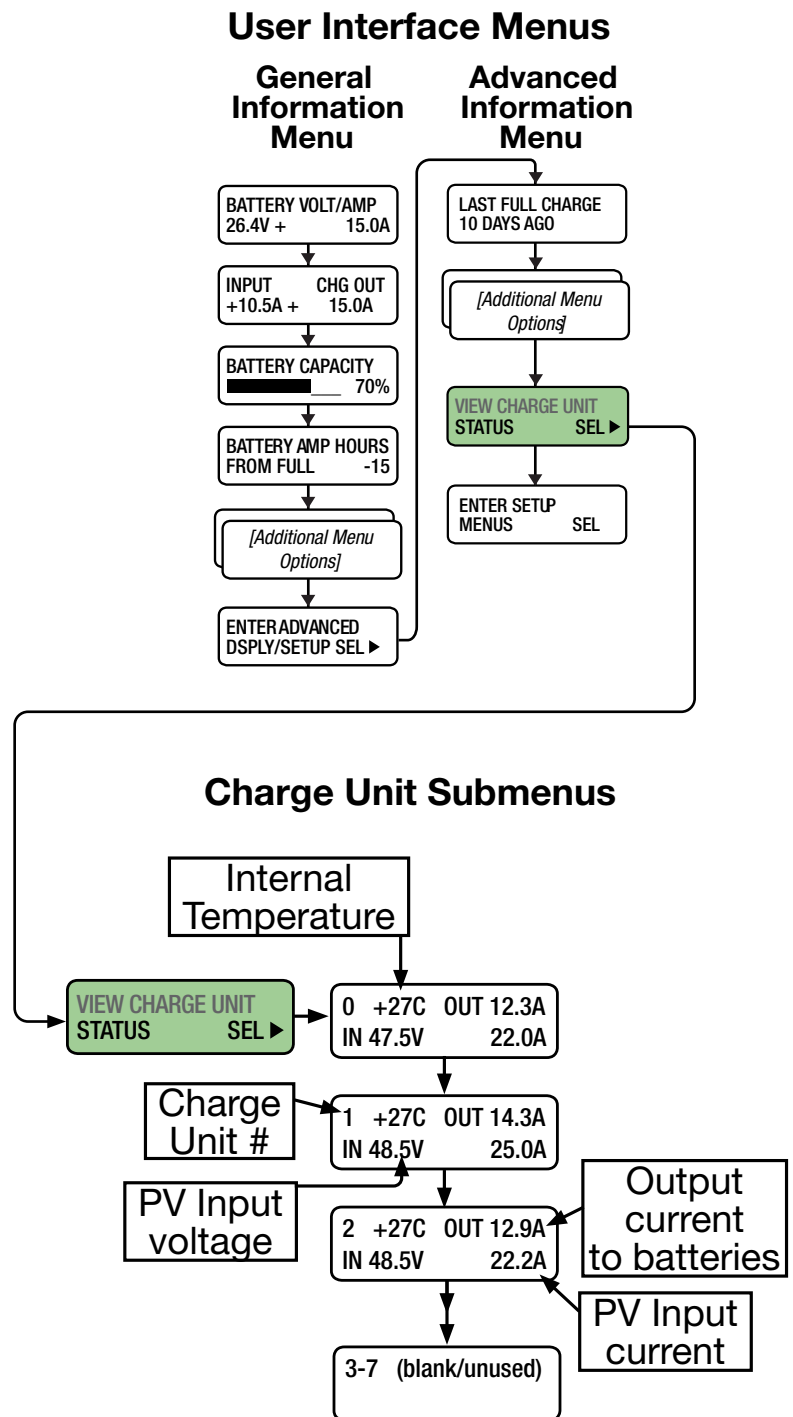 User Interface Menus
General
Information
Menu
BATTERY VOLT/AMP
26.4V + 15.0A
INPUT CHG OUT
+10.5A + 15.0A
BATTERY CAPACITY
70%
BATTERY AMP HOURS
FROM FULL -15
[Additional Menu
Options]
ENTER ADVANCED
DSPLY/SETUP SEL ▶
Advanced
Information
Menu
LAST FULL CHARGE
10 DAYS AGO
[Additional Menu
Options]
VIEW CHARGE UNIT
STATUS SEL ▶
ENTER SETUP
MENUS SEL
Charge Unit Submenus
Internal
Temperature
VIEW CHARGE UNIT
STATUS SEL ▶
0 +27C OUT 12.3A
IN 47.5V 22.0A
Charge
Unit #
1 +27C OUT 14.3A
IN 48.5V 25.0A
PV Input
voltage
2 +27C OUT 12.9A
IN 48.5V 22.2A
Output
current
to batteries
PV Input
current
3-7 (blank/unused)